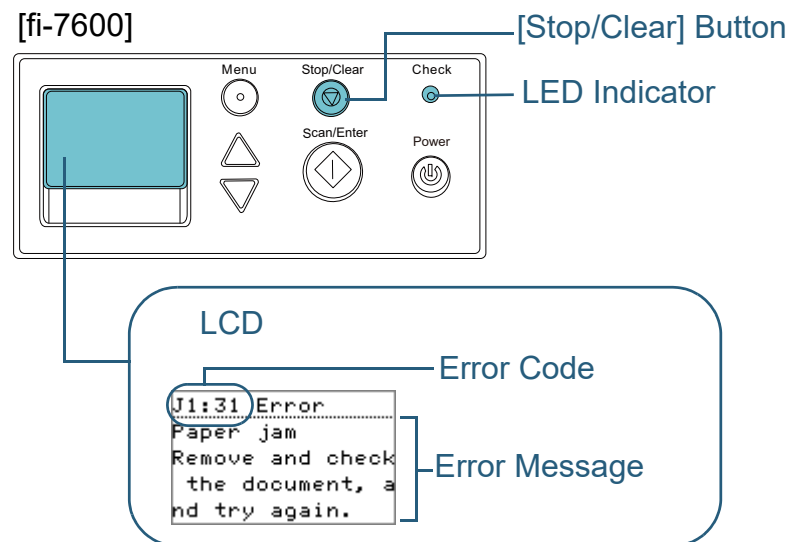 [fi-7600]
[Stop/Clear] Button
Menu
Stop/Clear
Check
LED Indicator
Scan/Enter
Power
LCD
Error Code
J1:31 Error
Paper jam
Remove and check
the document, a
nd try again.
Error Message